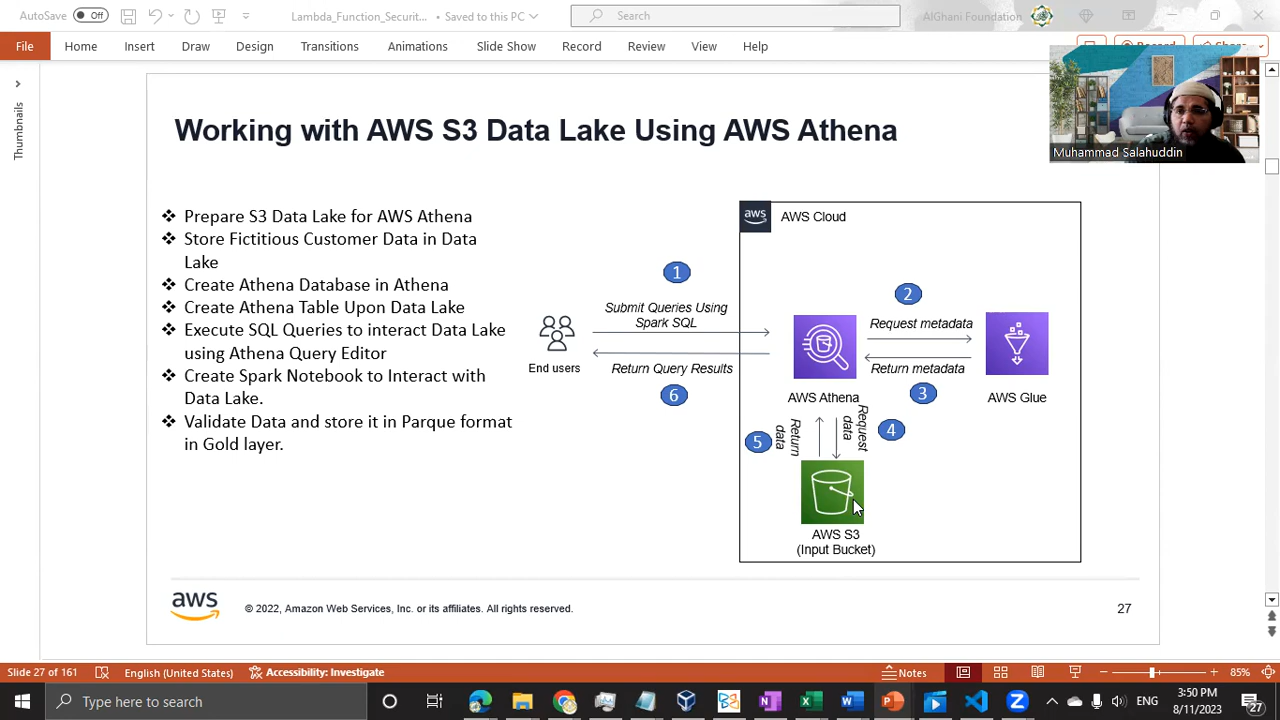 AutoSave Off Lambda_Function_Securit... • Saved to this PC Search AlGhani Foundation
File Home Insert Draw Design Transitions Animations Slide Show Record Review View Help Record Share
Thumbnails
Muhammad Salahuddin
Working with AWS S3 Data Lake Using AWS Athena
❖ Prepare S3 Data Lake for AWS Athena
❖ Store Fictitious Customer Data in Data
Lake
❖ Create Athena Database in Athena
❖ Create Athena Table Upon Data Lake
❖ Execute SQL Queries to interact Data Lake
using Athena Query Editor
❖ Create Spark Notebook to Interact with
Data Lake.
❖ Validate Data and store it in Parque format
in Gold layer.
aws AWS Cloud
1
Submit Queries Using
Spark SQL
End users
Return Query Results
6
2
Request metadata
Return metadata
3
AWS Athena
AWS Glue
5
Return
data
Request
data
4
AWS S3
(Input Bucket)
aws
© 2022, Amazon Web Services, Inc. or its affiliates. All rights reserved.
27
Slide 27 of 161 English (United States) Accessibility: Investigate Notes 85%
Type here to search
ENG
3:50 PM
8/11/2023
27